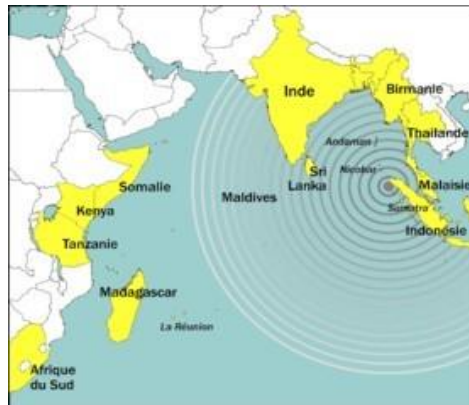 Inde
Birmanie
Thaïlande
Andaman I
Nicobar
Sri
Lanka
Maldives
Malaisie
Sumatra
Indonésie
Somalie
Kenya
Tanzanie
Madagascar
La Réunion
Afrique
du Sud